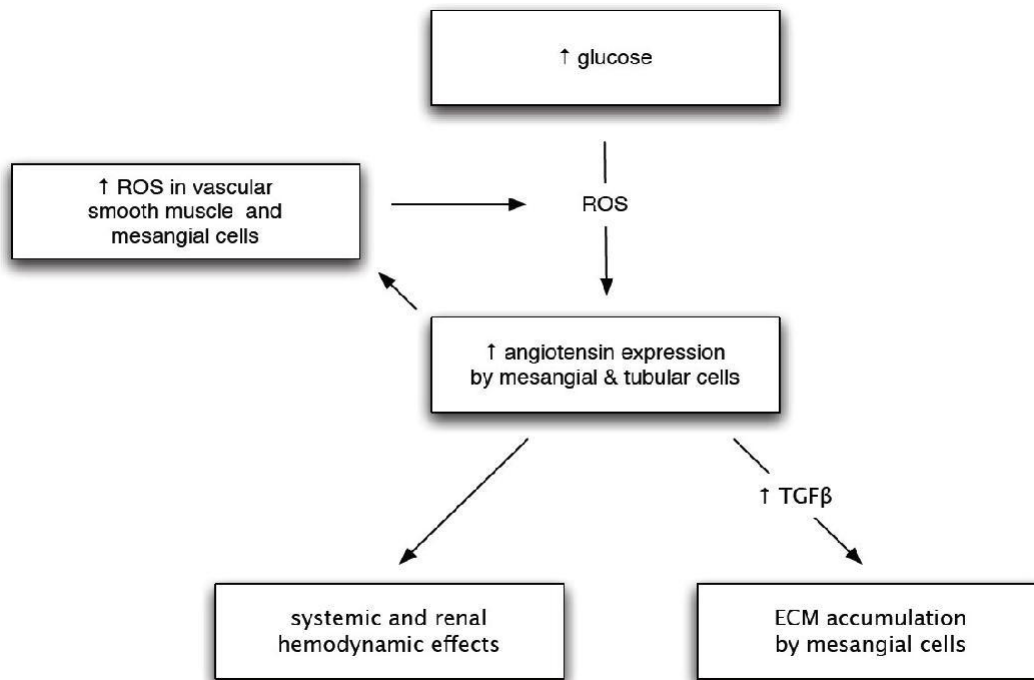 ↑ glucose
↑ ROS in vascular
smooth muscle and
mesangial cells
ROS
↑ angiotensin expression
by mesangial & tubular cells
↑ TGFβ
systemic and renal
hemodynamic effects
ECM accumulation
by mesangial cells